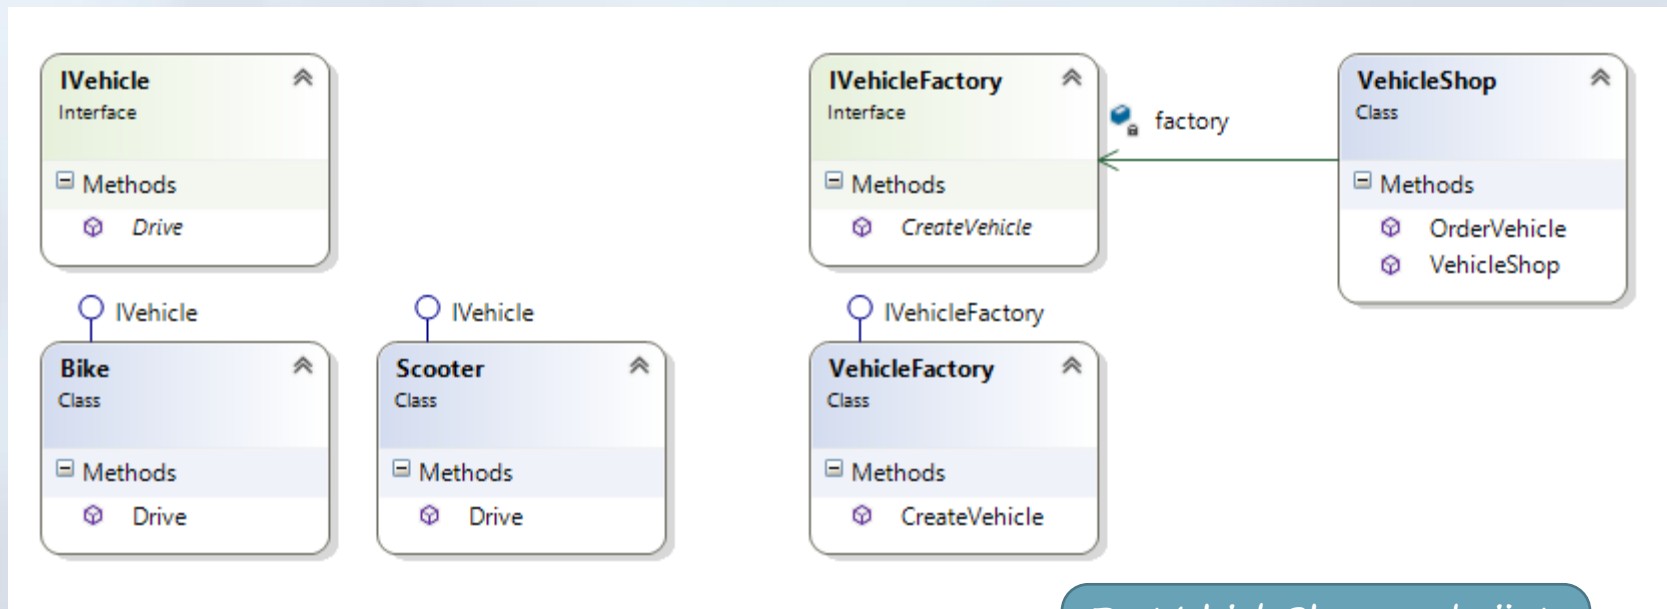 IVehicle
Interface
Methods
Drive
IVehicle
Bike
Class
Methods
Drive
IVehicle
Scooter
Class
Methods
Drive
IVehicleFactory
Interface
Methods
CreateVehicle
IVehicleFactory
VehicleFactory
Class
Methods
CreateVehicle
factory
VehicleShop
Class
Methods
OrderVehicle
VehicleShop